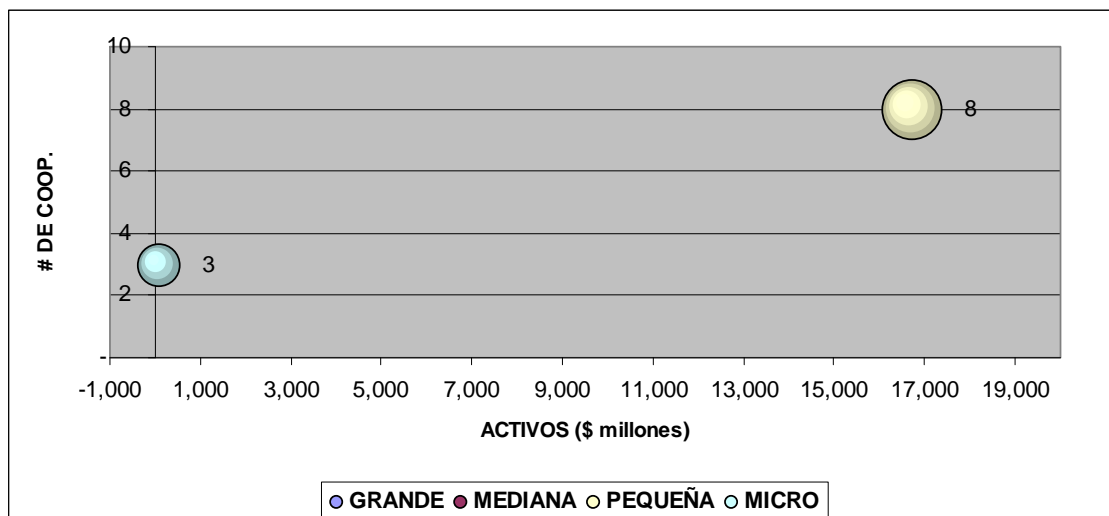 10
8
8
6
4
3
2
-
-1,000 1,000 3,000 5,000 7,000 9,000 11,000 13,000 15,000 17,000 19,000
# DE COOP.
ACTIVOS ($ millones)
GRANDE MEDIANA PEQUEÑA MICRO